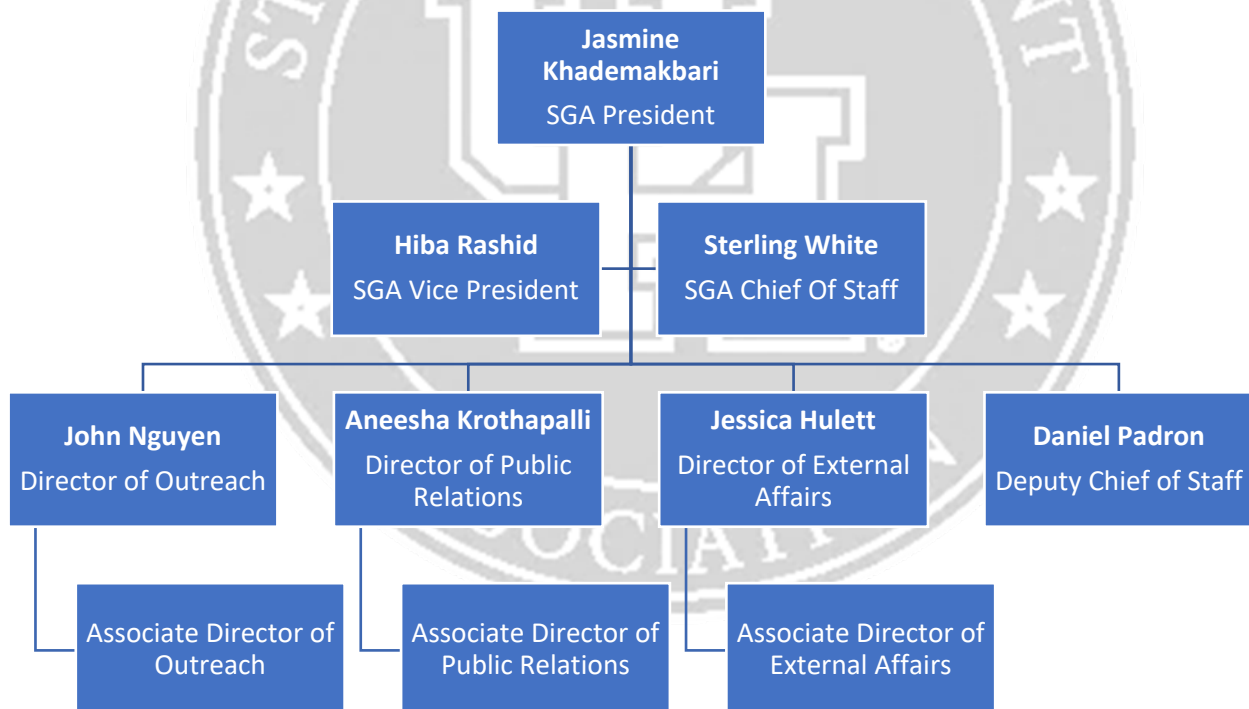 Jasmine
Khademakbari
SGA President
Hiba Rashid
SGA Vice President
Sterling White
SGA Chief Of Staff
John Nguyen
Director of Outreach
Aneesha Krothapalli
Director of Public
Relations
Jessica Hulett
Director of External
Affairs
Daniel Padron
Deputy Chief of Staff
Associate Director of
Outreach
Associate Director of
Public Relations
Associate Director of
External Affairs